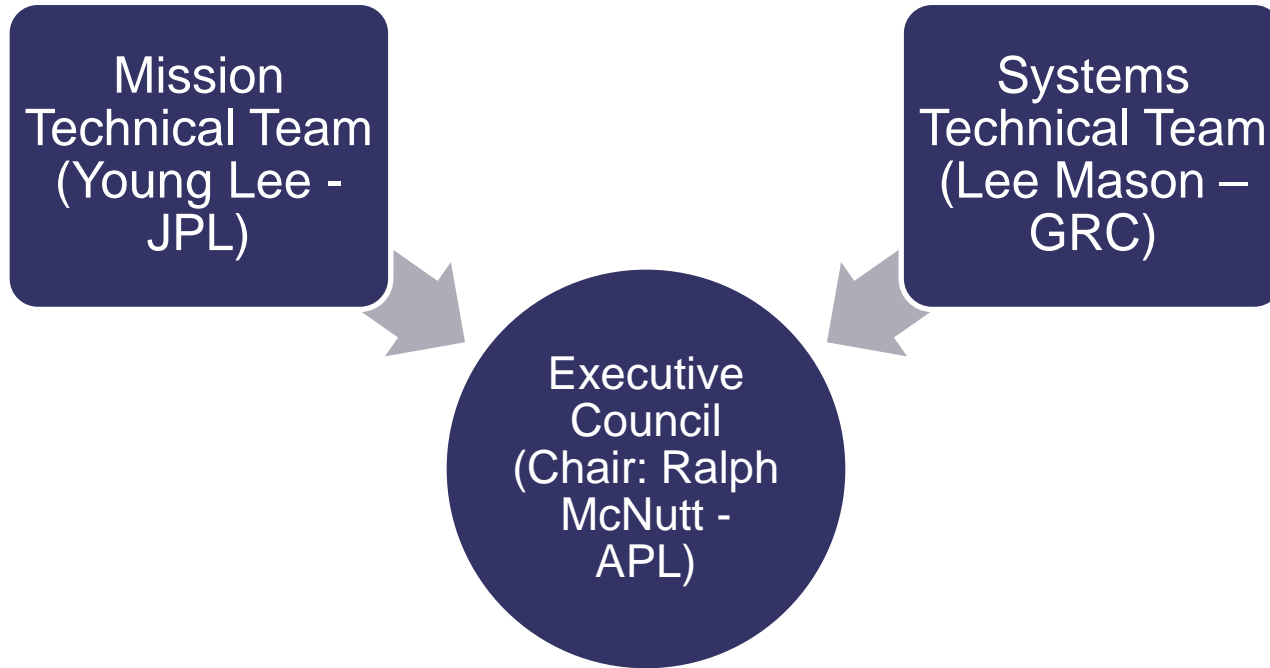 Mission
Technical Team
(Young Lee -
JPL)
Systems
Technical Team
(Lee Mason –
GRC)
Executive
Council
(Chair: Ralph
McNutt -
APL)